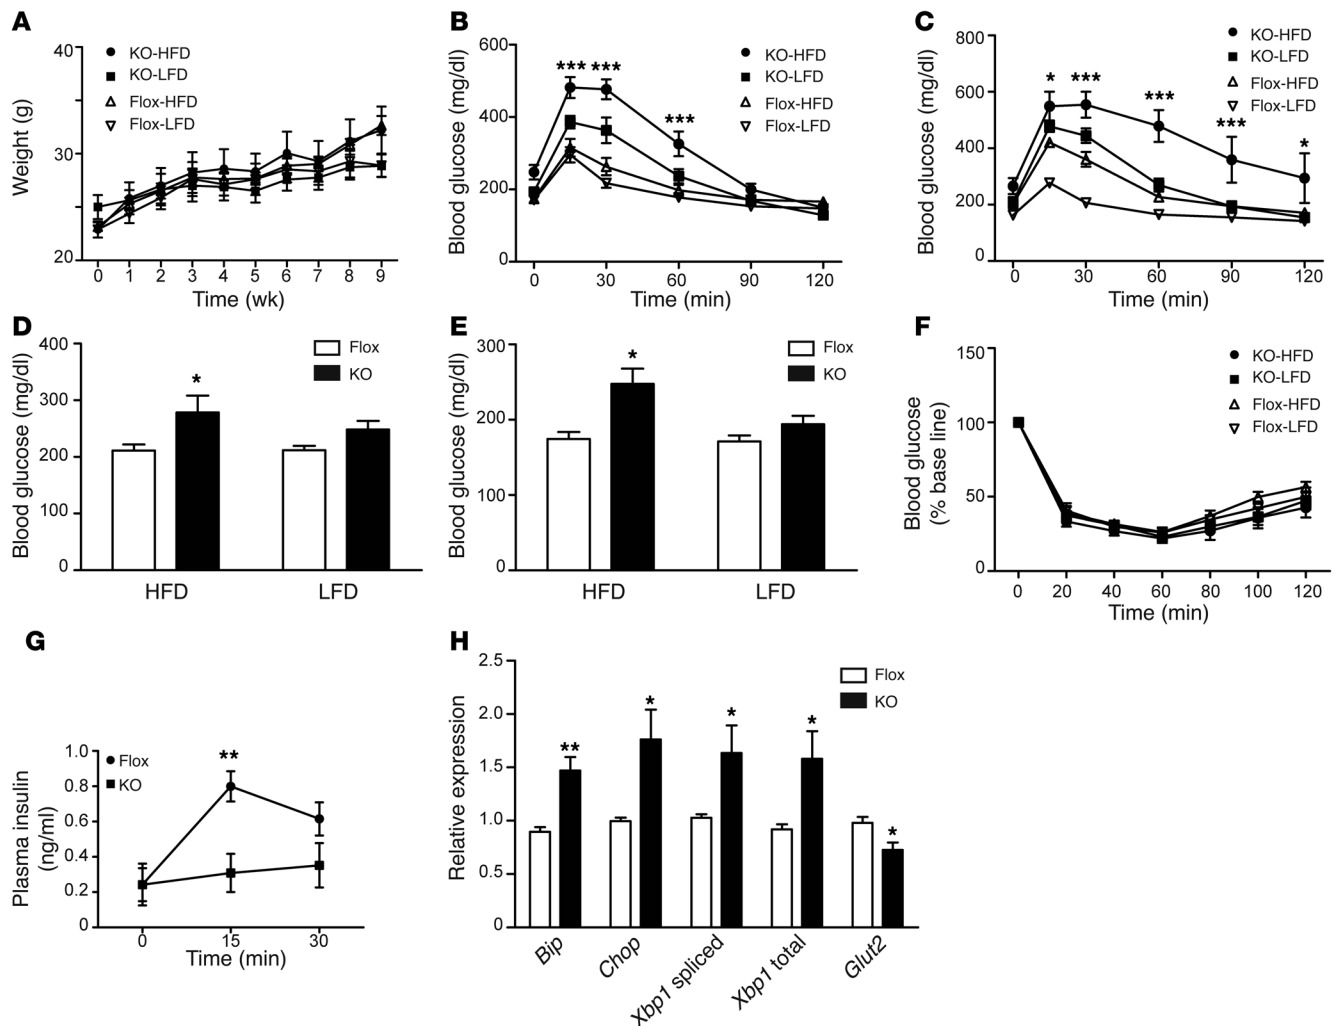 A
Weight (g)
40
30
20
KO-HFD
KO-LFD
Flox-HFD
Flox-LFD
0 1 2 3 4 5 6 7 8 9
Time (wk)
B
Blood glucose (mg/dl)
600
400
200
0
*** *** ***
KO-HFD
KO-LFD
Flox-HFD
Flox-LFD
0 30 60 90 120
Time (min)
C
Blood glucose (mg/dl)
800
600
400
200
0
* *** *** *** *
KO-HFD
KO-LFD
Flox-HFD
Flox-LFD
0 30 60 90 120
Time (min)
D
Blood glucose (mg/dl)
400
300
200
100
0
*
Flox
KO
HFD LFD
E
Blood glucose (mg/dl)
300
200
100
0
*
Flox
KO
HFD LFD
F
Blood glucose
(% base line)
150
100
50
0
KO-HFD
KO-LFD
Flox-HFD
Flox-LFD
0 20 40 60 80 100 120
Time (min)
G
Plasma insulin
(ng/ml)
1.0
0.8
0.6
0.4
0.2
0
Flox
KO
**
0 15 30
Time (min)
H
Relative expression
2.5
2.0
1.5
1.0
0.5
0
** * * * *
Flox
KO
Bip Chop Xbp1 spliced Xbp1 total Glut2